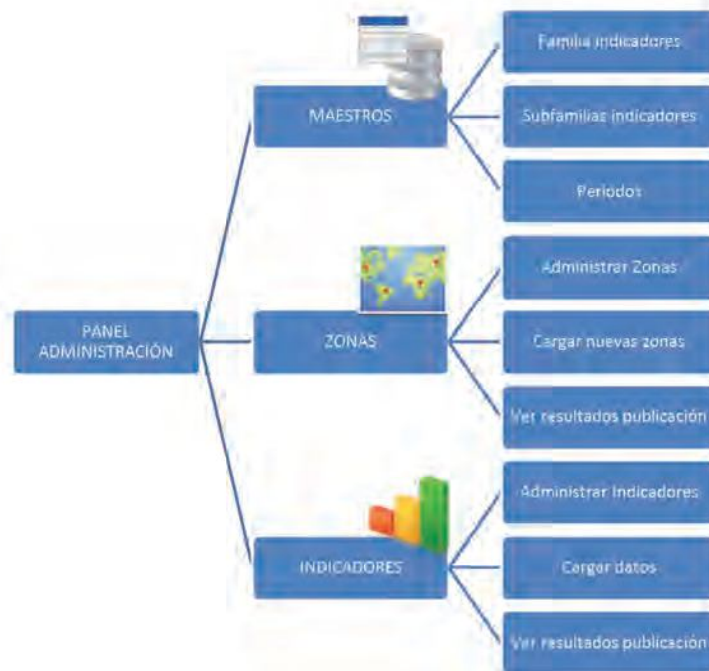 Familia indicadores
MAESTROS
Subfamilias indicadores
Periodos
Administrar Zonas
PANEL
ADMINISTRACIÓN
ZONAS
Cargar nuevas zonas
Ver resultados publicación
Administrar Indicadores
INDICADORES
Cargar datos
Ver resultados publicación